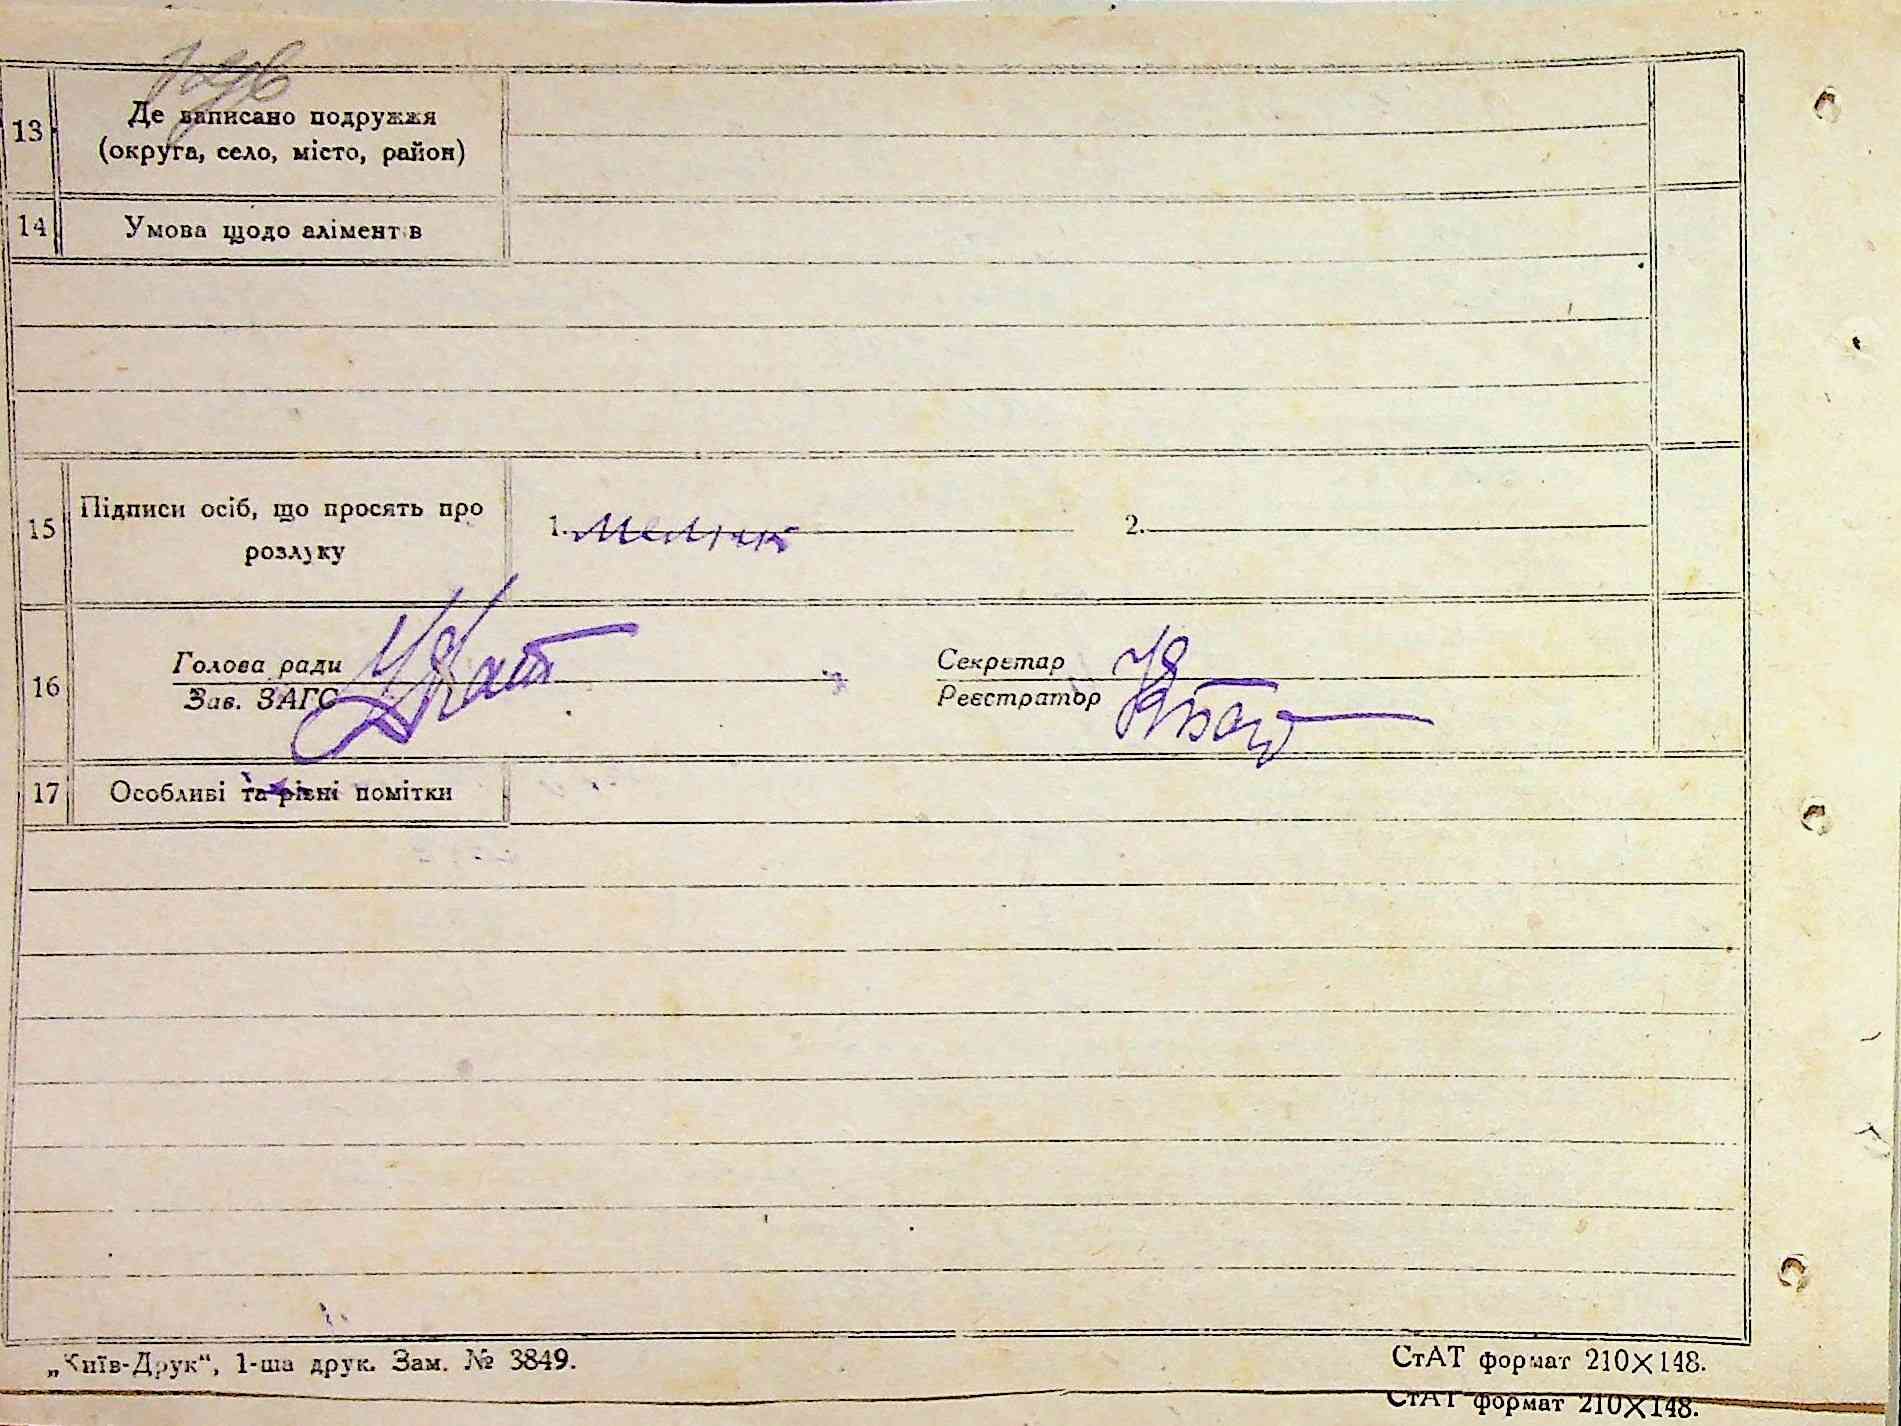 13
Де записано подружжя
(округа, село, місто, район)
14
Умова щодо аліментів
15
Підписи осіб, що просять про
розлуку
1. Мельник
2.
16
Голова ради
Зав. ЗАГС
Секретар
Реєстратор
17
Особливі та різні помітки
„Київ-Друк“, 1-ша друк. Зам. № 3849.
СтАТ формат 210×148.
СтАТ формат 210×148.